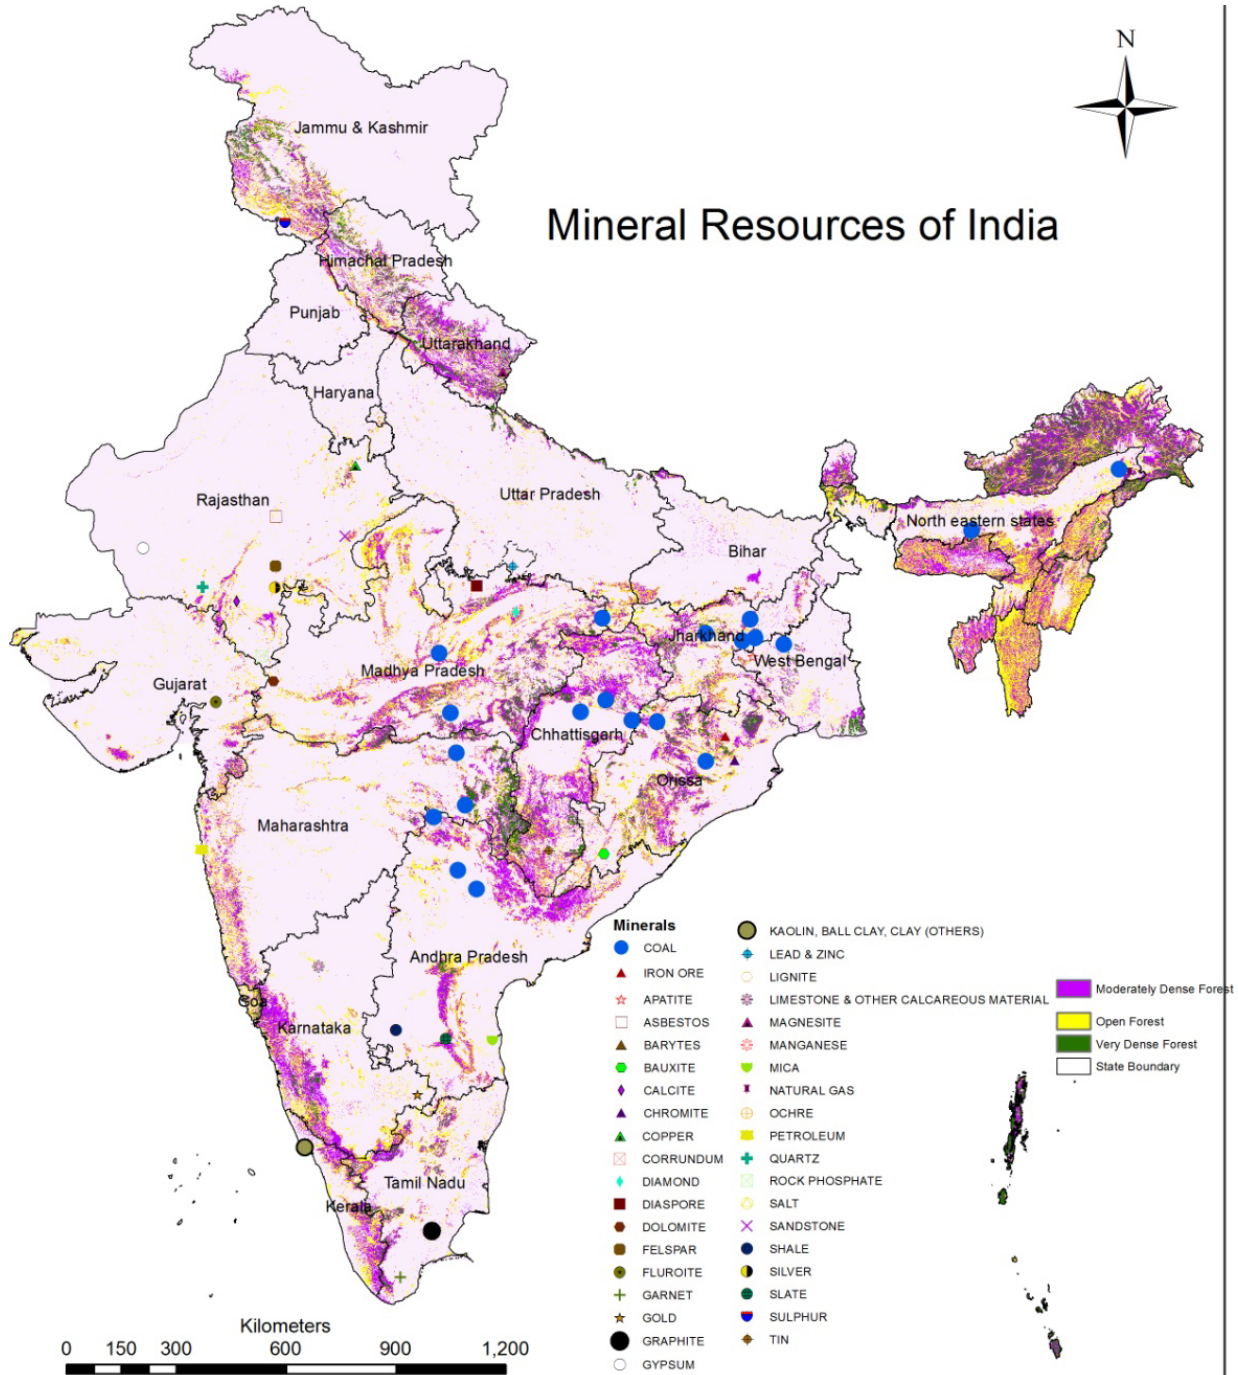 N
Mineral Resources of India
Jammu & Kashmir
Himachal Pradesh
Punjab
Uttarakhand
Haryana
Rajasthan
Uttar Pradesh
North eastern states
Bihar
Jharkhand
West Bengal
Madhya Pradesh
Gujarat
Chhattisgarh
Orissa
Maharashtra
Andhra Pradesh
Goa
Karnataka
Tamil Nadu
Kerala
Minerals
COAL
IRON ORE
APATITE
ASBESTOS
BARYTES
BAUXITE
CALCITE
CHROMITE
COPPER
CORRUNDUM
DIAMOND
DIASPORE
DOLOMITE
FELSPAR
FLUROITE
GARNET
GOLD
GRAPHITE
GYPSUM
KAOLIN, BALL CLAY, CLAY (OTHERS)
LEAD & ZINC
LIGNITE
LIMESTONE & OTHER CALCAREOUS MATERIAL
MAGNESITE
MANGANESE
MICA
NATURAL GAS
OCHRE
PETROLEUM
QUARTZ
ROCK PHOSPHATE
SALT
SANDSTONE
SHALE
SILVER
SLATE
SULPHUR
TIN
Moderately Dense Forest
Open Forest
Very Dense Forest
State Boundary
Kilometers
0 150 300 600 900 1,200